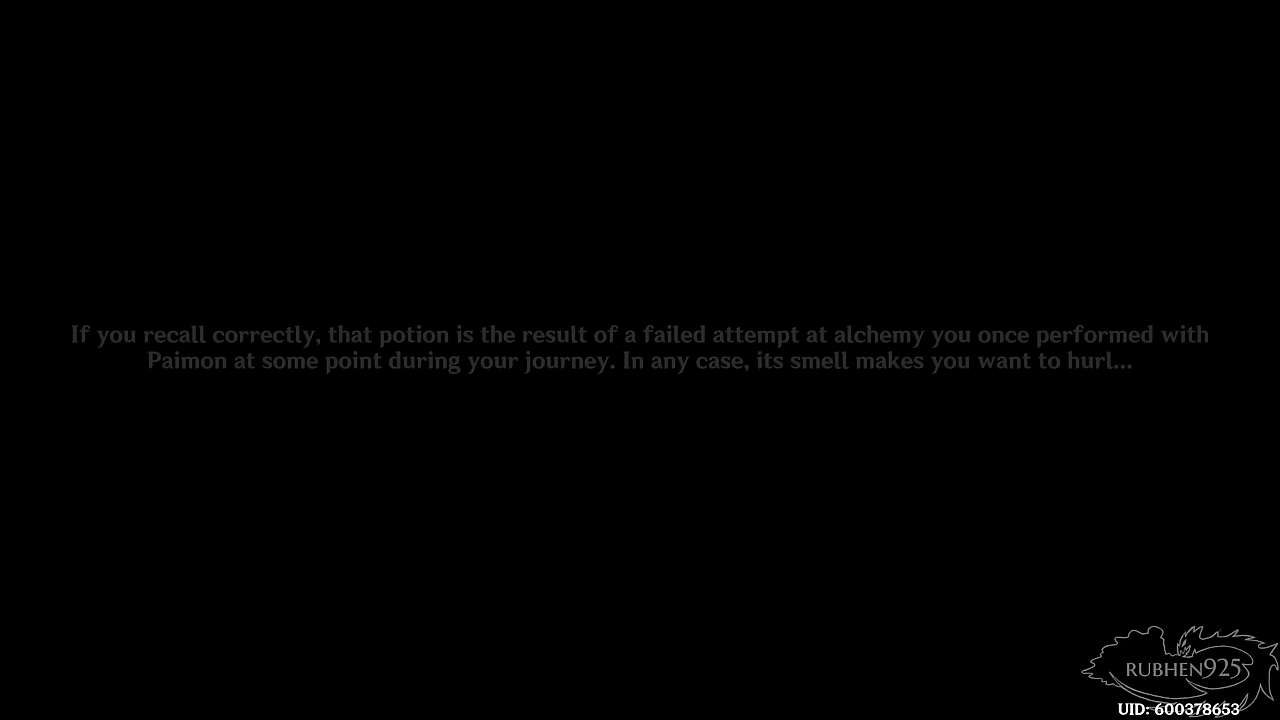 If you recall correctly, that potion is the result of a failed attempt at alchemy you once performed with
Paimon at some point during your journey. In any case, its smell makes you want to hurl...
RUBHEN925
UID: 600378653